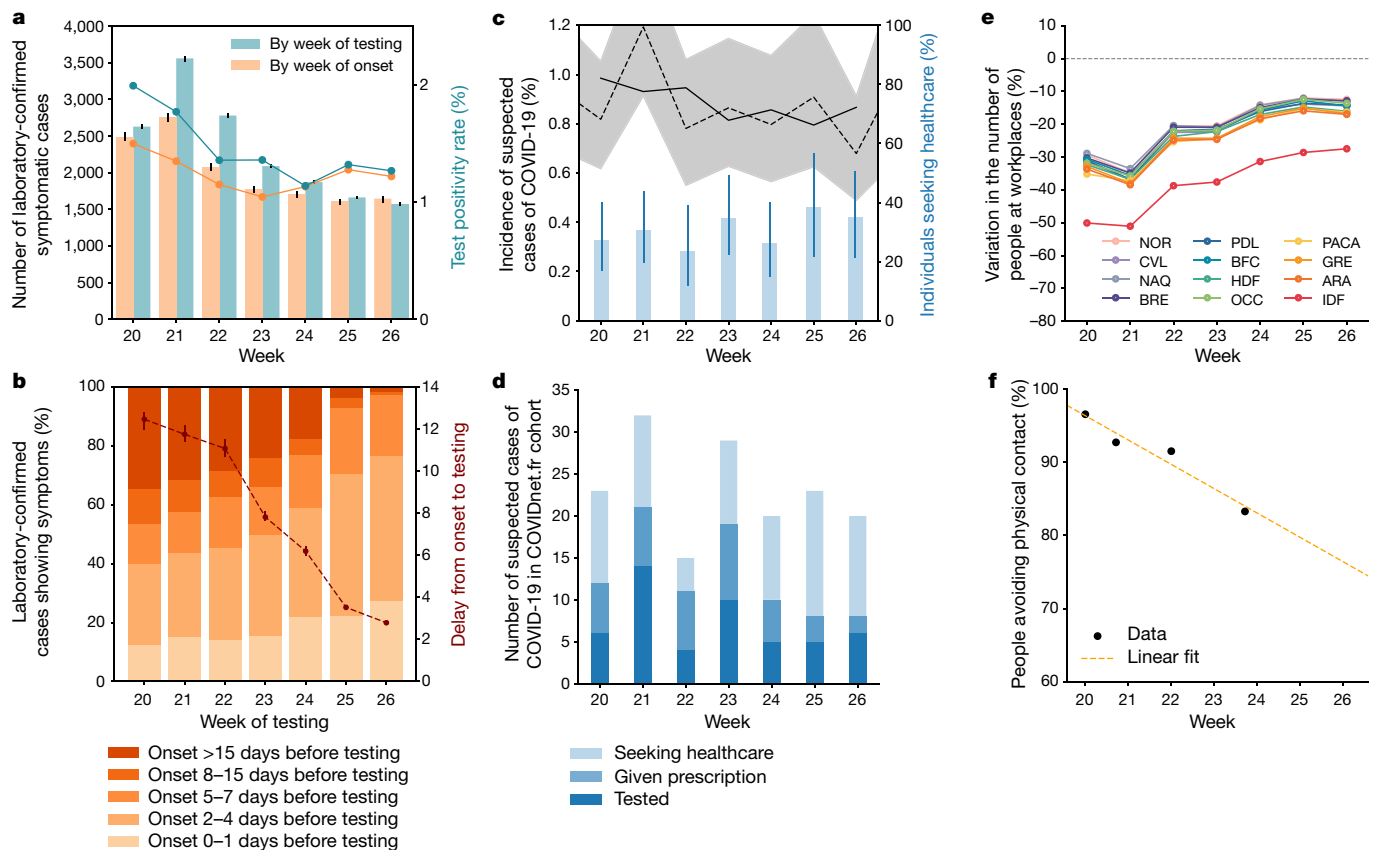 a
Number of laboratory-confirmed
symptomatic cases
4,000
3,500
3,000
2,500
2,000
1,500
1,000
500
0
By week of testing
By week of onset
2
1
0
Test positivity rate (%)
20 21 22 23 24 25 26
Week
b
Laboratory-confirmed
cases showing symptoms (%)
100
80
60
40
20
0
14
12
10
8
6
4
2
0
Delay from onset to testing
20 21 22 23 24 25 26
Week of testing
Onset >15 days before testing
Onset 8–15 days before testing
Onset 5–7 days before testing
Onset 2–4 days before testing
Onset 0–1 days before testing
c
Incidence of suspected
cases of COVID-19 (%)
1.2
1.0
0.8
0.6
0.4
0.2
0
100
80
60
40
20
0
Individuals seeking healthcare (%)
20 21 22 23 24 25 26
Week
d
Number of suspected cases of
COVID-19 in COVIDnet.fr cohort
35
30
25
20
15
10
5
0
20 21 22 23 24 25 26
Week
Seeking healthcare
Given prescription
Tested
e
Variation in the number of
people at workplaces (%)
10
0
–10
–20
–30
–40
–50
–60
–70
–80
NOR PDL PACA
CVL BFC GRE
NAQ HDF ARA
BRE OCC IDF
20 21 22 23 24 25 26
Week
f
People avoiding physical contact (%)
100
90
80
70
60
Data
Linear fit
20 21 22 23 24 25 26
Week